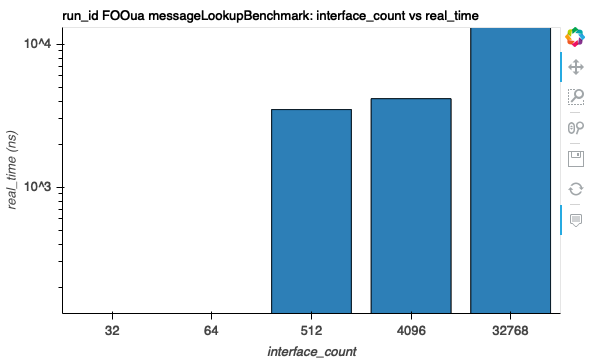 run_id FOOua messageLookupBenchmark: interface_count vs real_time
10^4
10^3
real_time (ns)
32 64 512 4096 32768
interface_count